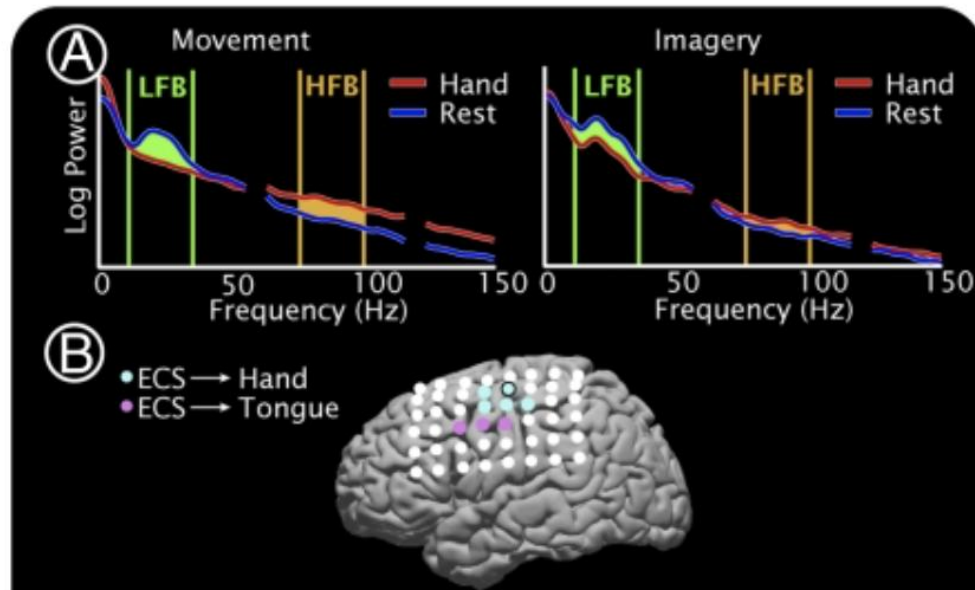 A
Movement
LFB
HFB
Hand
Rest
Log Power
0 50 100 150
Frequency (Hz)
Imagery
LFB
HFB
Hand
Rest
0 50 100 150
Frequency (Hz)
B
ECS → Hand
ECS → Tongue